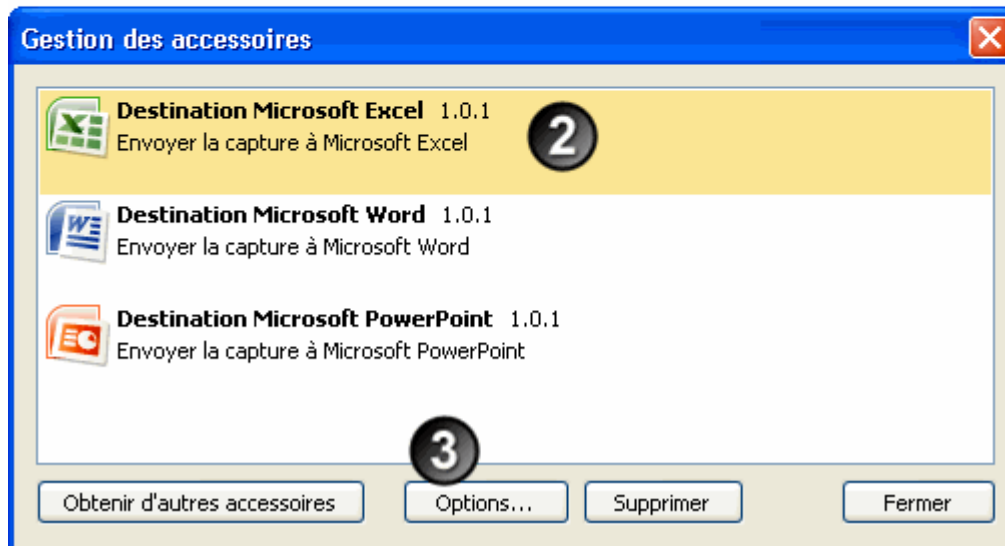 Gestion des accessoires
Destination Microsoft Excel 1.0.1
2
Envoyer la capture à Microsoft Excel
Destination Microsoft Word 1.0.1
Envoyer la capture à Microsoft Word
Destination Microsoft PowerPoint 1.0.1
Envoyer la capture à Microsoft PowerPoint
3
Obtenir d'autres accessoires Options... Supprimer Fermer